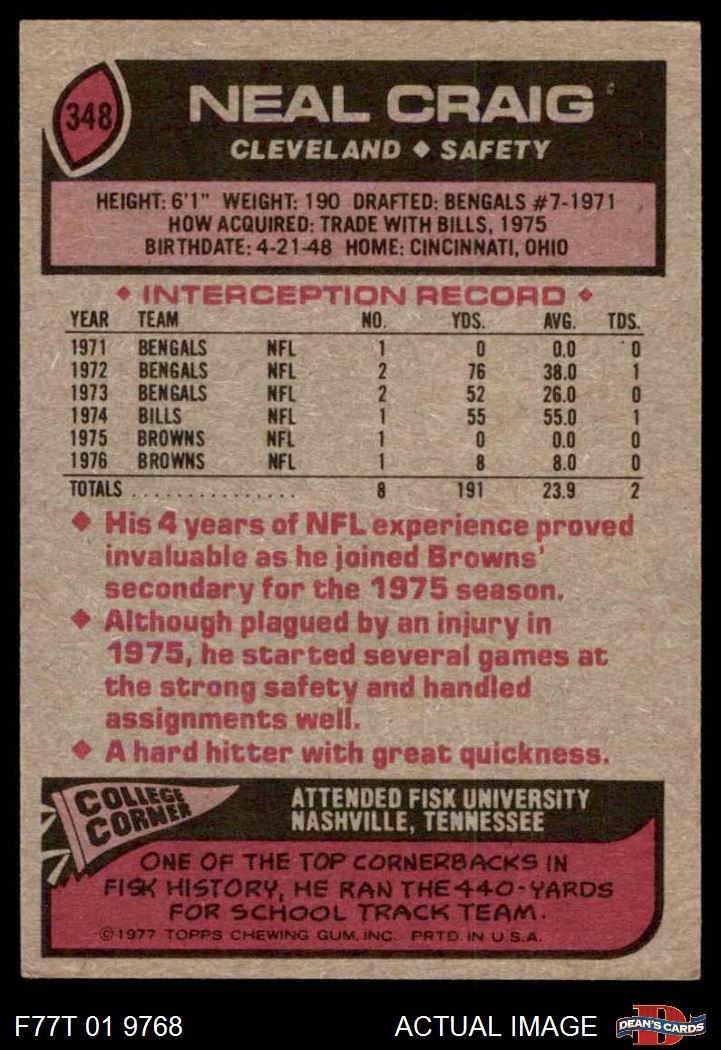 348
NEAL CRAIG
CLEVELAND ♦ SAFETY
HEIGHT: 6'1" WEIGHT: 190 DRAFTED: BENGALS #7-1971
HOW ACQUIRED: TRADE WITH BILLS, 1975
BIRTHDATE: 4-21-48 HOME: CINCINNATI, OHIO
♦ INTERCEPTION RECORD ♦
YEAR TEAM NO. YDS. AVG. TDS.
1971 BENGALS NFL 1 0 0.0 0
1972 BENGALS NFL 2 76 38.0 1
1973 BENGALS NFL 2 52 26.0 0
1974 BILLS NFL 1 55 55.0 1
1975 BROWNS NFL 1 0 0.0 0
1976 BROWNS NFL 1 8 8.0 0
TOTALS ................ 8 191 23.9 2
♦ His 4 years of NFL experience proved
invaluable as he joined Browns'
secondary for the 1975 season.
♦ Although plagued by an injury in
1975, he started several games at
the strong safety and handled
assignments well.
♦ A hard hitter with great quickness.
COLLEGE
CORNER
ATTENDED FISK UNIVERSITY
NASHVILLE, TENNESSEE
ONE OF THE TOP CORNERBACKS IN
FISK HISTORY, HE RAN THE 440-YARDS
FOR SCHOOL TRACK TEAM.
©1977 TOPPS CHEWING GUM, INC. PRTD. IN U.S.A.
F77T 01 9768
ACTUAL IMAGE
D
DEAN'S CARDS